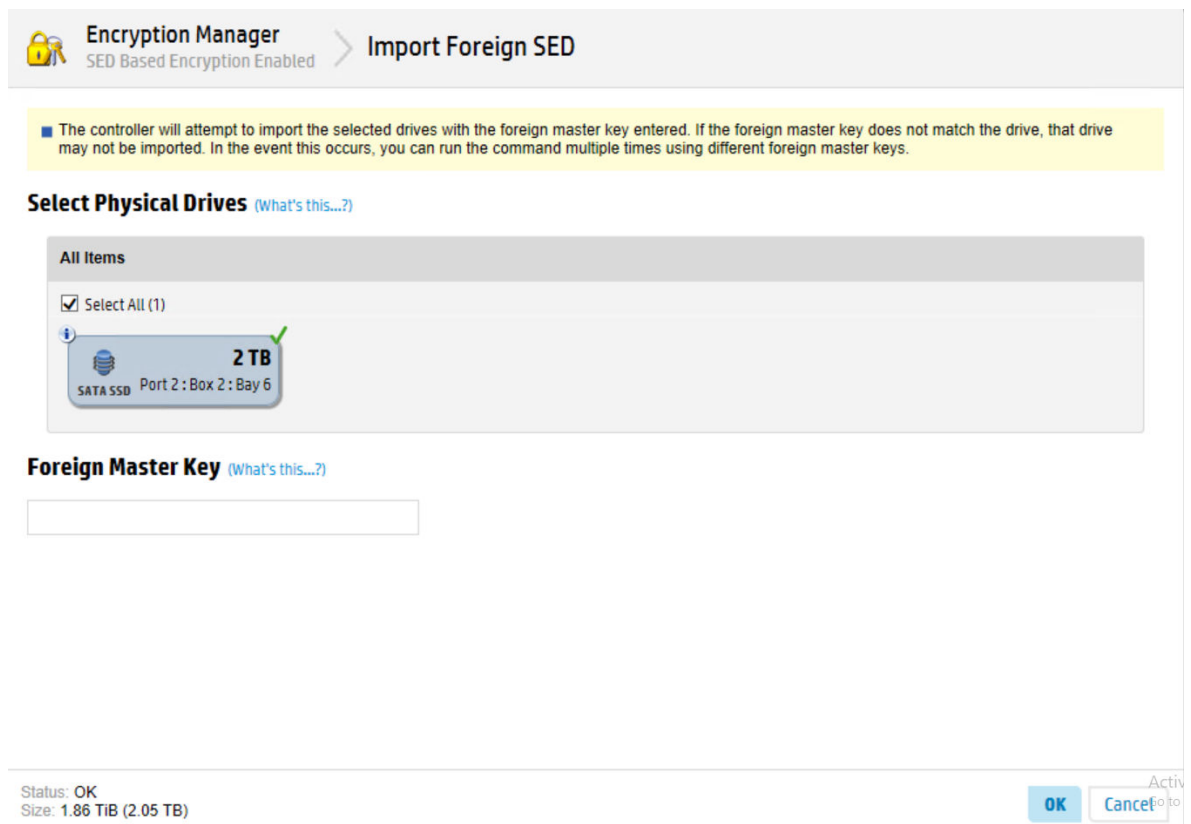 Encryption Manager
SED Based Encryption Enabled
Import Foreign SED
The controller will attempt to import the selected drives with the foreign master key entered. If the foreign master key does not match the drive, that drive
may not be imported. In the event this occurs, you can run the command multiple times using different foreign master keys.
Select Physical Drives (What's this...?)
All Items
Select All (1)
2 TB
SATA SSD Port 2 : Box 2 : Bay 6
Foreign Master Key (What's this...?)
Status: OK
Size: 1.86 TiB (2.05 TB)
Activ
OK Cancel
Go to